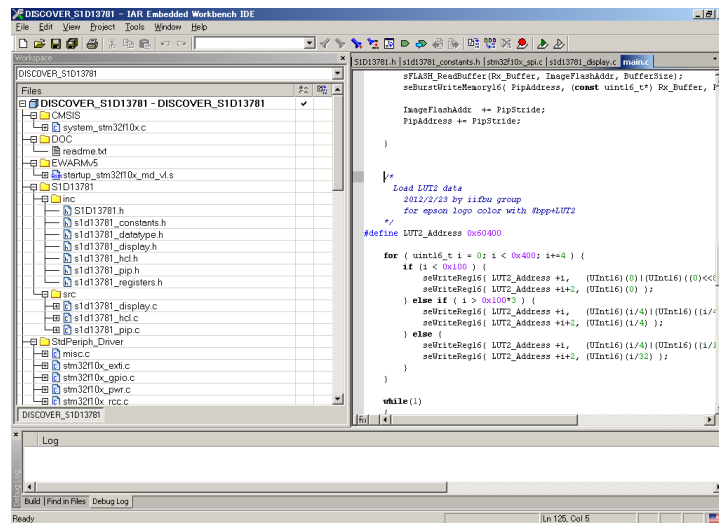 DISCOVER_S1D13781 - IAR Embedded Workbench IDE
File Edit View Project Tools Window Help
Workspace
DISCOVER_S1D13781
Files
DISCOVER_S1D13781 - DISCOVER_S1D13781
CMSIS
system_stm32f10x.c
DOC
readme.txt
EWARMv5
startup_stm32f10x_md_vl.s
S1D13781
inc
S1D13781.h
s1d13781_constants.h
s1d13781_datatype.h
s1d13781_display.h
s1d13781_hcl.h
s1d13781_pip.h
s1d13781_registers.h
src
s1d13781_display.c
s1d13781_hcl.c
s1d13781_pip.c
StdPeriph_Driver
misc.c
stm32f10x_exti.c
stm32f10x_gpio.c
stm32f10x_pwr.c
stm32f10x_rcc.c
DISCOVER_S1D13781
S1D13781.h | s1d13781_constants.h | stm32f10x_spi.c | s1d13781_display.c main.c
sFLASH_ReadBuffer(Rx_Buffer, ImageFlashAddr, BufferSize);
seBurstWriteMemory16( PipAddress, (const uint16_t*) Rx_Buffer,
ImageFlashAddr += PipStride;
PipAddress += PipStride;
}
/*
Load LUT2 data
2012/2/23 by iifbu group
for epson logo color with 8bpp+LUT2
*/
#define LUT2_Address 0x60400
for ( uint16_t i = 0; i < 0x400; i+=4 ) {
if (i < 0x100 ) {
seWriteReg16( LUT2_Address +i, (UInt16)(0)|(UInt16)((0)<<
seWriteReg16( LUT2_Address +i+2, (UInt16)(0) );
} else if ( i > 0x100*3 ) {
seWriteReg16( LUT2_Address +i, (UInt16)(i/4)|(UInt16)((i/
seWriteReg16( LUT2_Address +i+2, (UInt16)(i/4) );
} else {
seWriteReg16( LUT2_Address +i, (UInt16)(i/4)|(UInt16)((i/
seWriteReg16( LUT2_Address +i+2, (UInt16)(i/32) );
}
}
while(1)
{
Log
Debug Log
Build | Find in Files Debug Log
Ready
Ln 125, Col 5